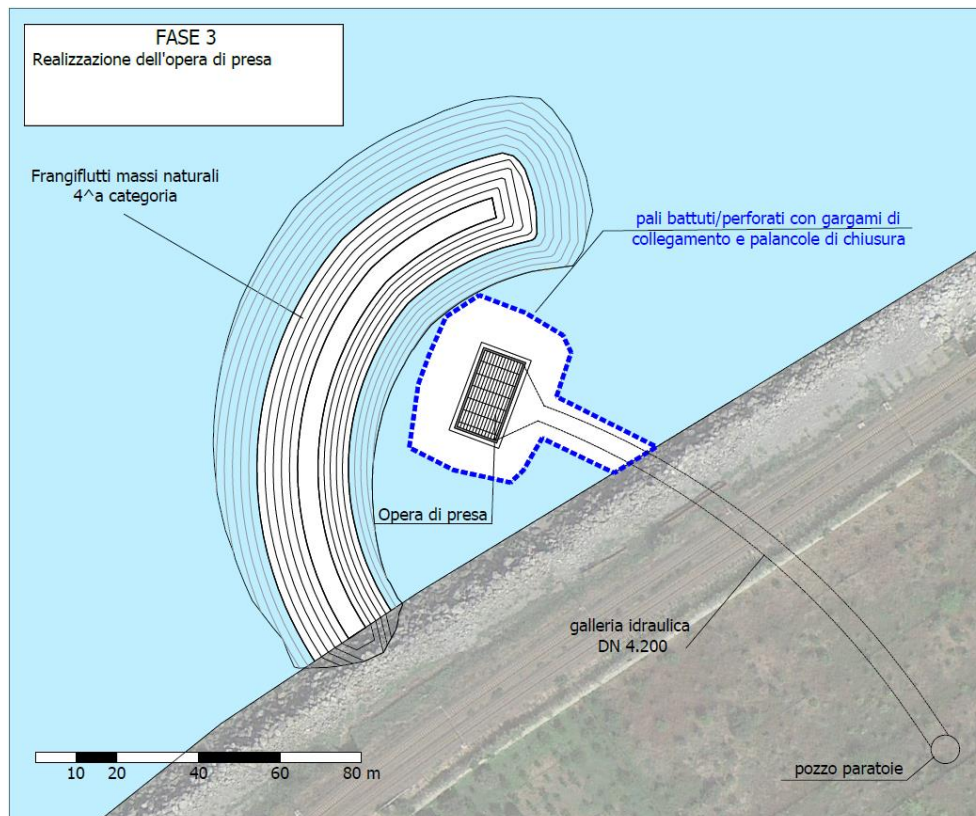 FASE 3
Realizzazione dell'opera di presa
Frangiflutti massi naturali
4^a categoria
pali battuti/perforati con gargami di
collegamento e palancole di chiusura
Opera di presa
galleria idraulica
DN 4.200
pozzo paratoie
10 20 40 60 80 m